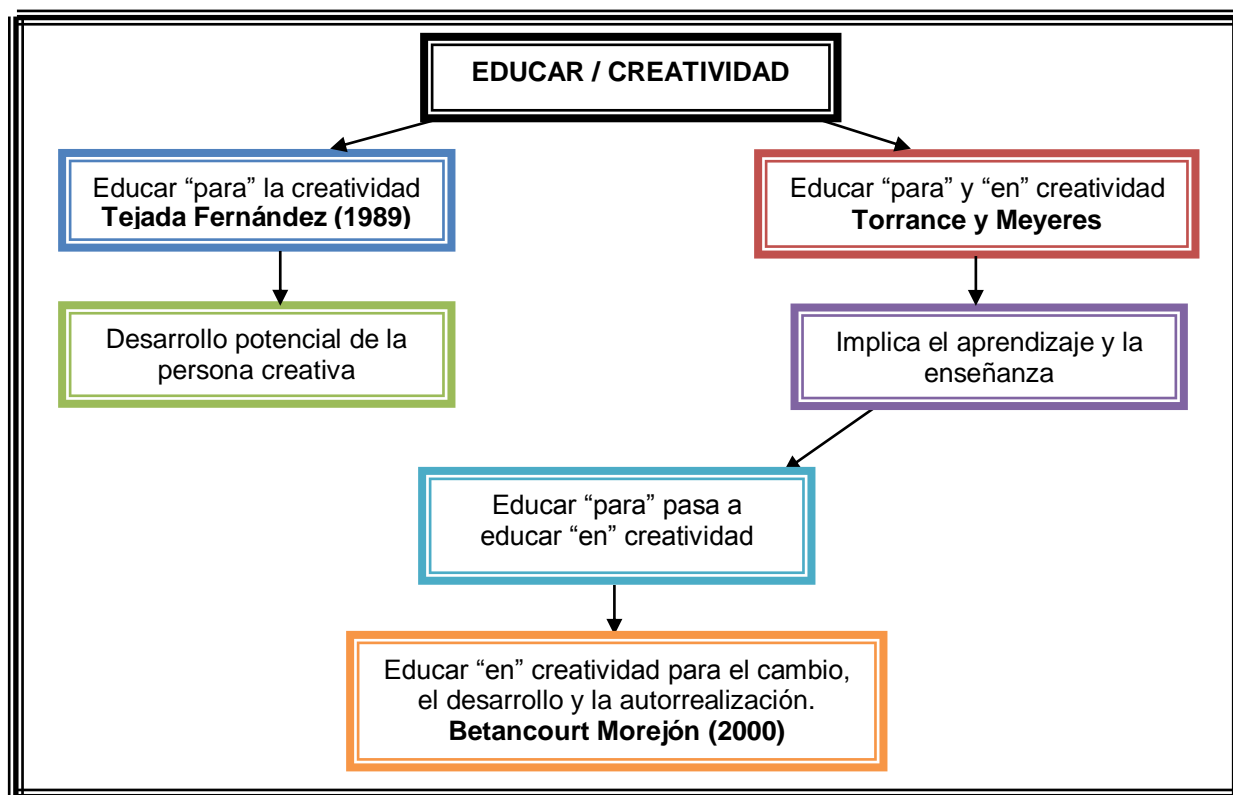 EDUCAR / CREATIVIDAD
Educar “para” la creatividad
Tejada Fernández (1989)
Educar “para” y “en” creatividad
Torrance y Meyeres
Desarrollo potencial de la
persona creativa
Implica el aprendizaje y la
enseñanza
Educar “para” pasa a
educar “en” creatividad
Educar “en” creatividad para el cambio,
el desarrollo y la autorrealización.
Betancourt Morejón (2000)